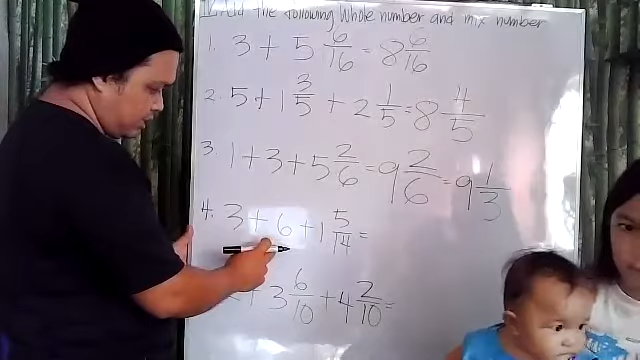 Add the following Whole number and mix number
1. 3 + 5 6/16 = 8 6/16
2. 5 + 1 3/5 + 2 1/5 = 8 4/5
3 1 + 3 + 5 2/6 = 9 2/6 = 9 1/3
4. 3 + 6 + 1 5/14 =
+ 3 6/10 + 4 2/10 =